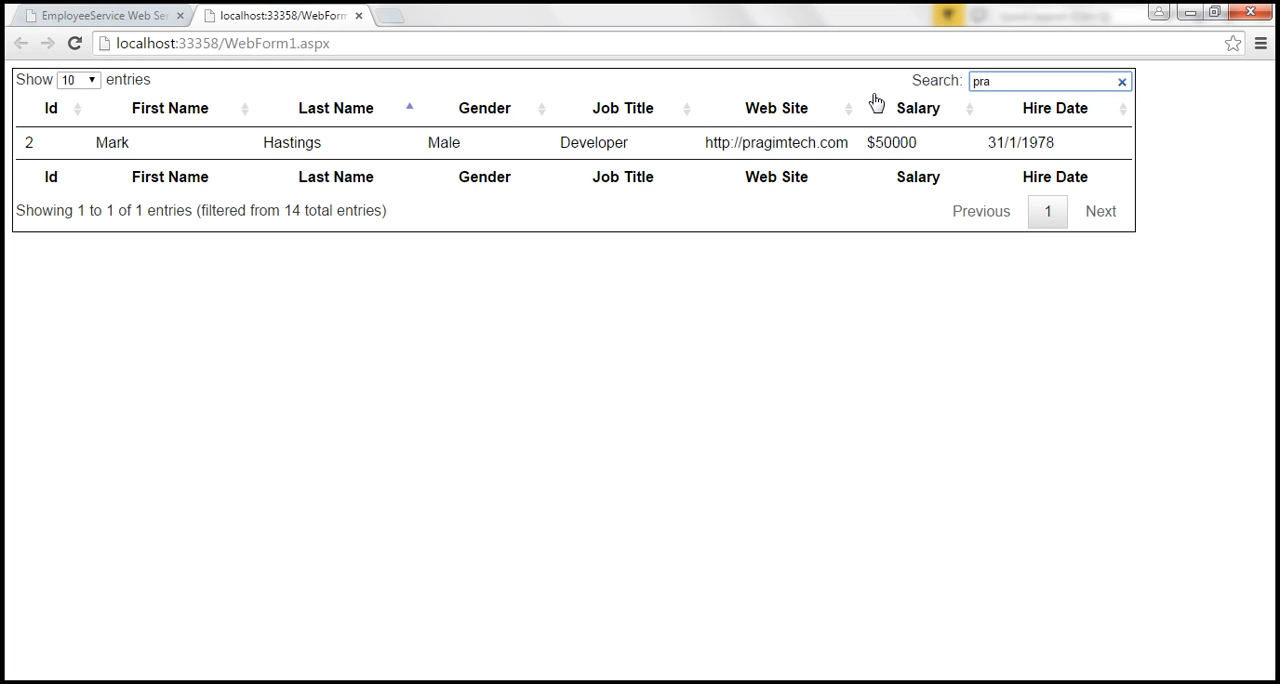 EmployeeService Web Ser
localhost:33358/WebForm
localhost:33358/WebForm1.aspx
Show 10 entries Search: pra
Id First Name Last Name Gender Job Title Web Site Salary Hire Date
2 Mark Hastings Male Developer http://pragimtech.com $50000 31/1/1978
Id First Name Last Name Gender Job Title Web Site Salary Hire Date
Showing 1 to 1 of 1 entries (filtered from 14 total entries) Previous 1 Next